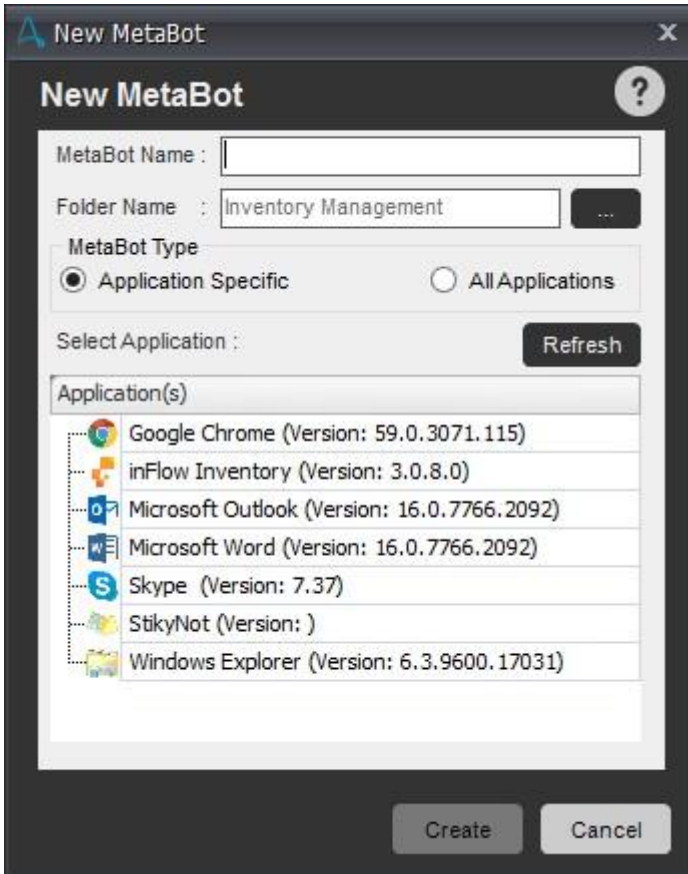 New MetaBot x
New MetaBot ?
MetaBot Name :
Folder Name : Inventory Management ...
MetaBot Type
Application Specific All Applications
Select Application : Refresh
Application(s)
Google Chrome (Version: 59.0.3071.115)
inFlow Inventory (Version: 3.0.8.0)
Microsoft Outlook (Version: 16.0.7766.2092)
Microsoft Word (Version: 16.0.7766.2092)
Skype (Version: 7.37)
StikyNot (Version: )
Windows Explorer (Version: 6.3.9600.17031)
Create Cancel